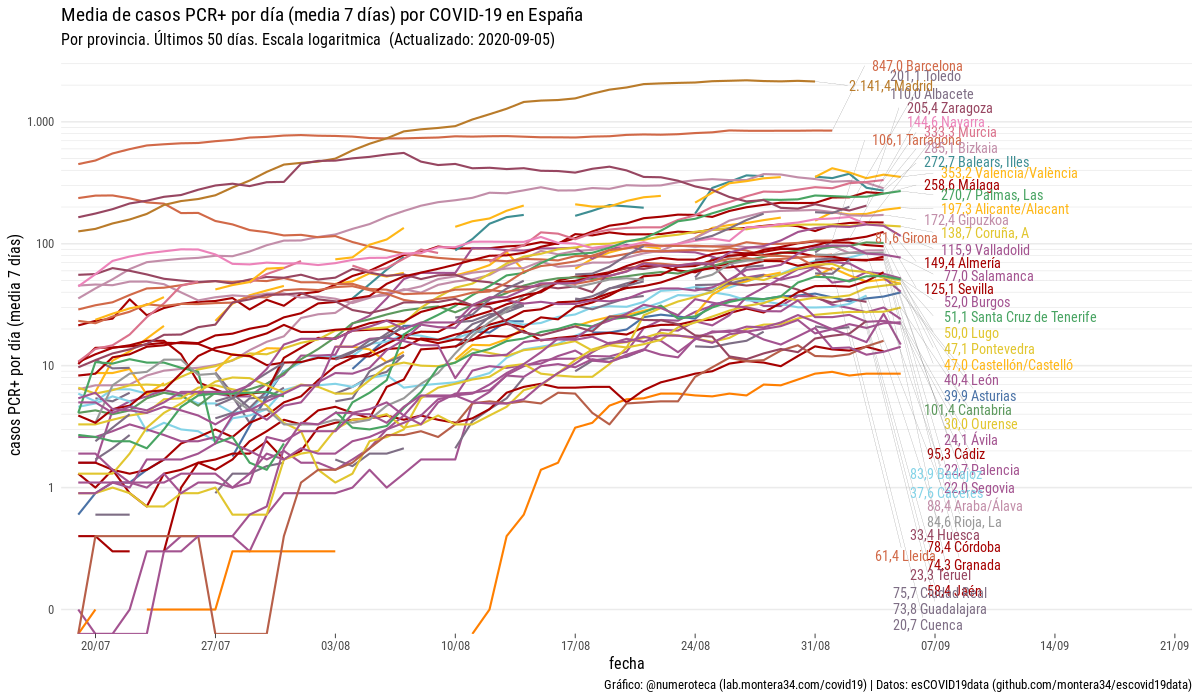 Media de casos PCR+ por día (media 7 días) por COVID-19 en España
Por provincia. Últimos 50 días. Escala logaritmica (Actualizado: 2020-09-05)
casos PCR+ por día (media 7 días)
1.000
100
10
1
0
847,0 Barcelona
201,1 Toledo
2.141,4 Madrid
110,0 Albacete
205,4 Zaragoza
144,6 Navarra
333,3 Murcia
106,1 Tarragona
285,1 Bizkaia
272,7 Balears, Illes
353,2 Valencia/València
258,6 Málaga
270,7 Palmas, Las
197,3 Alicante/Alacant
172,4 Gipuzkoa
138,7 Coruña, A
81,6 Girona
115,9 Valladolid
149,4 Almería
77,0 Salamanca
125,1 Sevilla
52,0 Burgos
51,1 Santa Cruz de Tenerife
50,0 Lugo
47,1 Pontevedra
47,0 Castellón/Castelló
40,4 León
39,9 Asturias
101,4 Cantabria
30,0 Ourense
24,1 Ávila
95,3 Cádiz
22,7 Palencia
83,9 Badajoz
22,0 Segovia
37,6 Cáceres
88,4 Araba/Álava
84,6 Rioja, La
33,4 Huesca
78,4 Córdoba
61,4 Lleida
74,3 Granada
23,3 Teruel
58,4 Jaén
75,7 Ciudad Real
73,8 Guadalajara
20,7 Cuenca
20/07 27/07 03/08 10/08 17/08 24/08 31/08 07/09 14/09 21/09
fecha
Gráfico: @numeroteca (lab.montera34.com/covid19) | Datos: esCOVID19data (github.com/montera34/escovid19data)